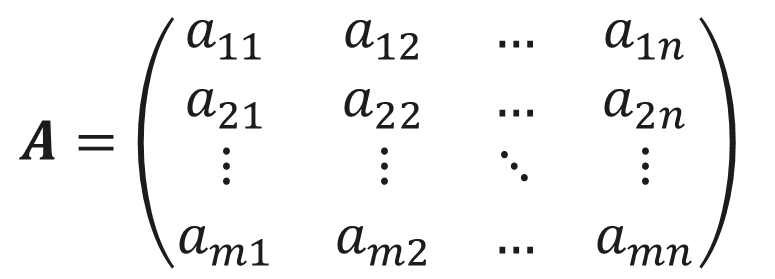 a₁₁ a₁₂ … a₁ₙ
a₂₁ a₂₂ … a₂ₙ
A = ( ⋮ ⋮ ⋱ ⋮ )
aₘ₁ aₘ₂ … aₘₙ